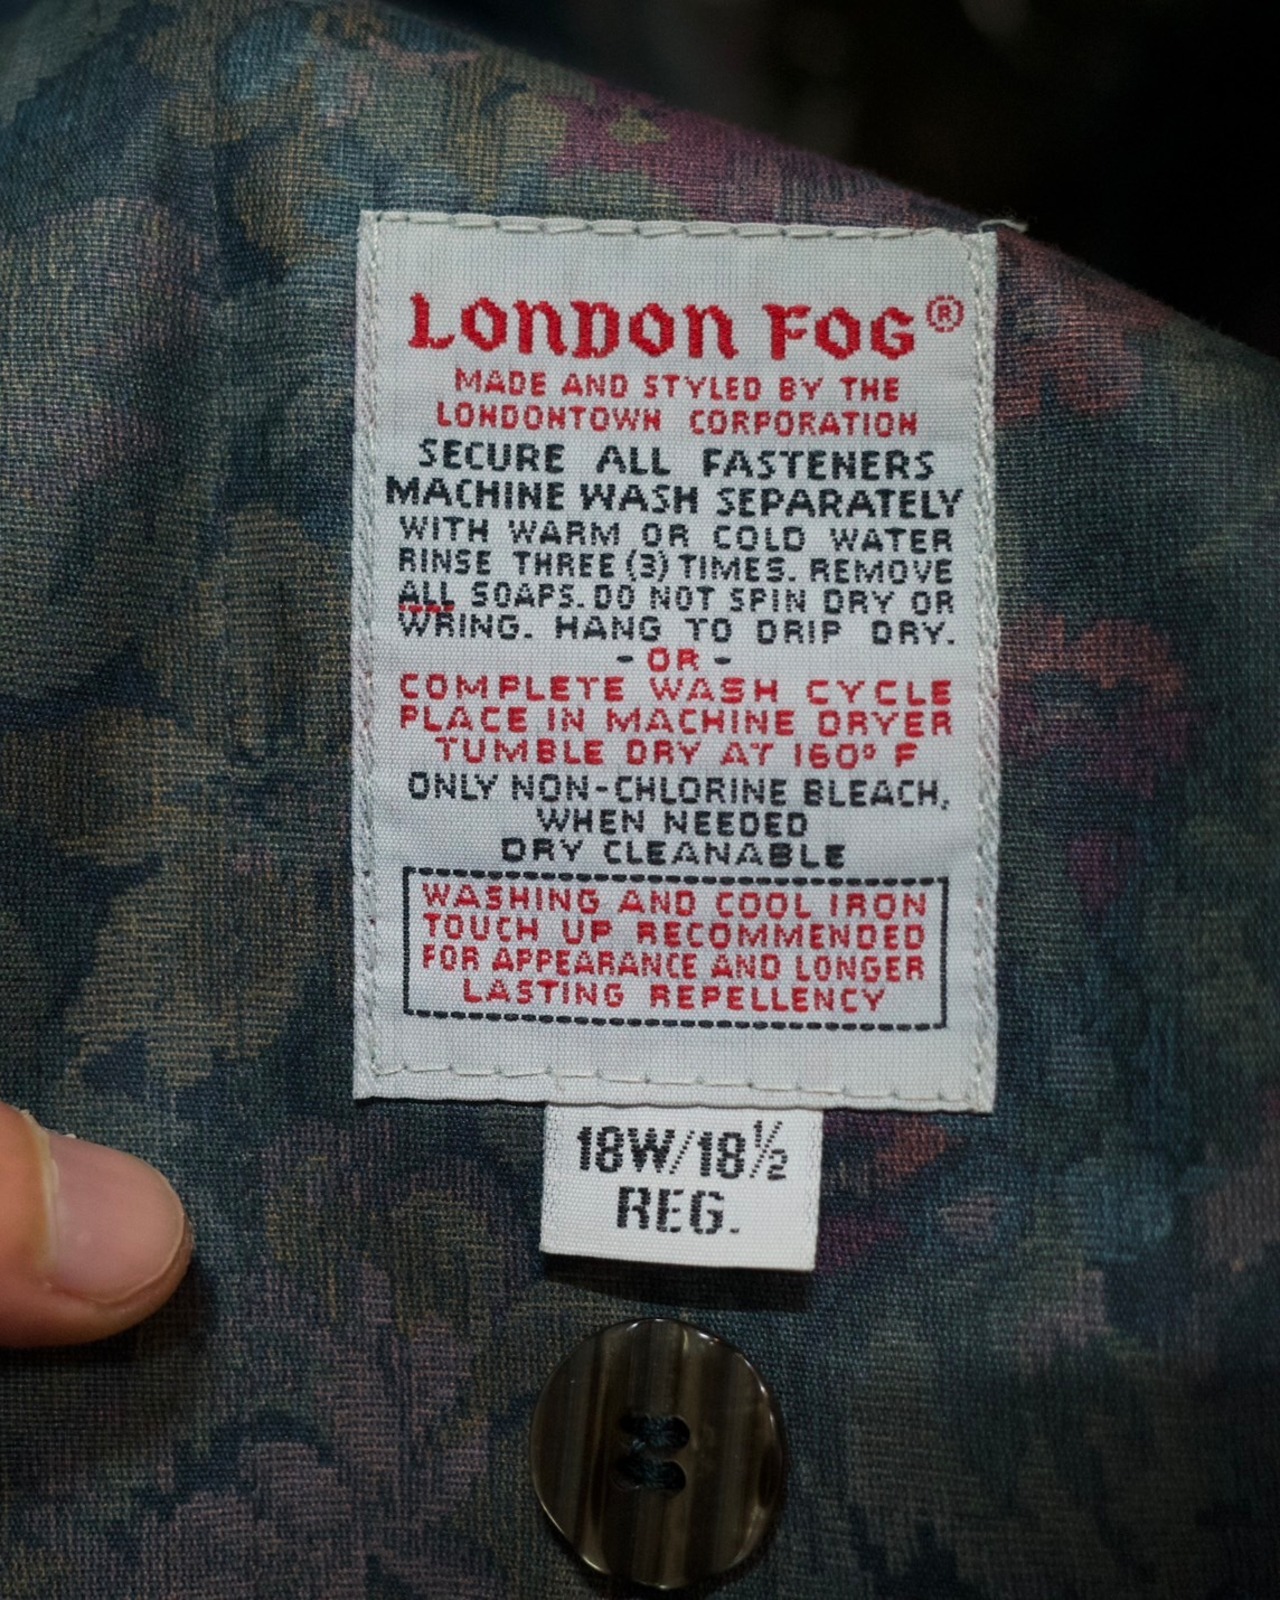 LONDON FOG®
MADE AND STYLED BY THE
LONDONTOWN CORPORATION
SECURE ALL FASTENERS
MACHINE WASH SEPARATELY
WITH WARM OR COLD WATER
RINSE THREE (3) TIMES. REMOVE
ALL SOAPS. DO NOT SPIN DRY OR
WRING. HANG TO DRIP DRY.
- OR -
COMPLETE WASH CYCLE
PLACE IN MACHINE DRYER
TUMBLE DRY AT 160° F
ONLY NON-CHLORINE BLEACH,
WHEN NEEDED
DRY CLEANABLE
WASHING AND COOL IRON
TOUCH UP RECOMMENDED
FOR APPEARANCE AND LONGER
LASTING REPELLENCY
18W/18½
REG.